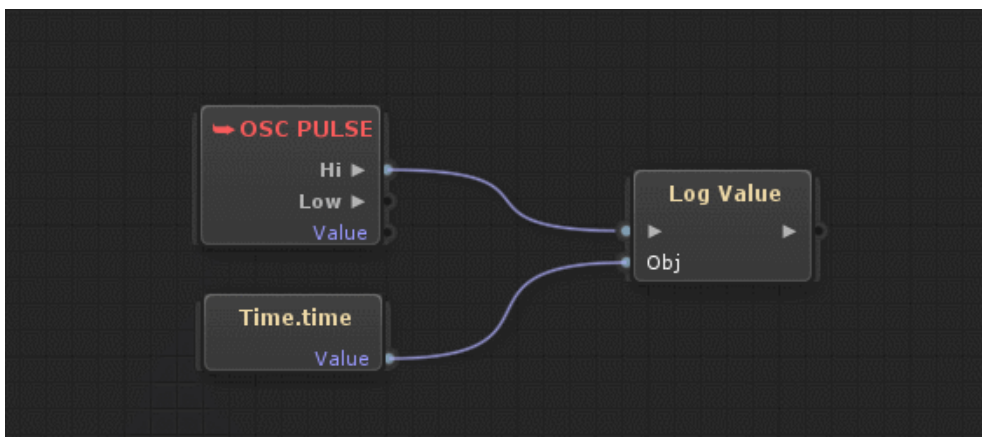 OSC PULSE
Hi
Low
Value
Time.time
Value
Log Value
Obj